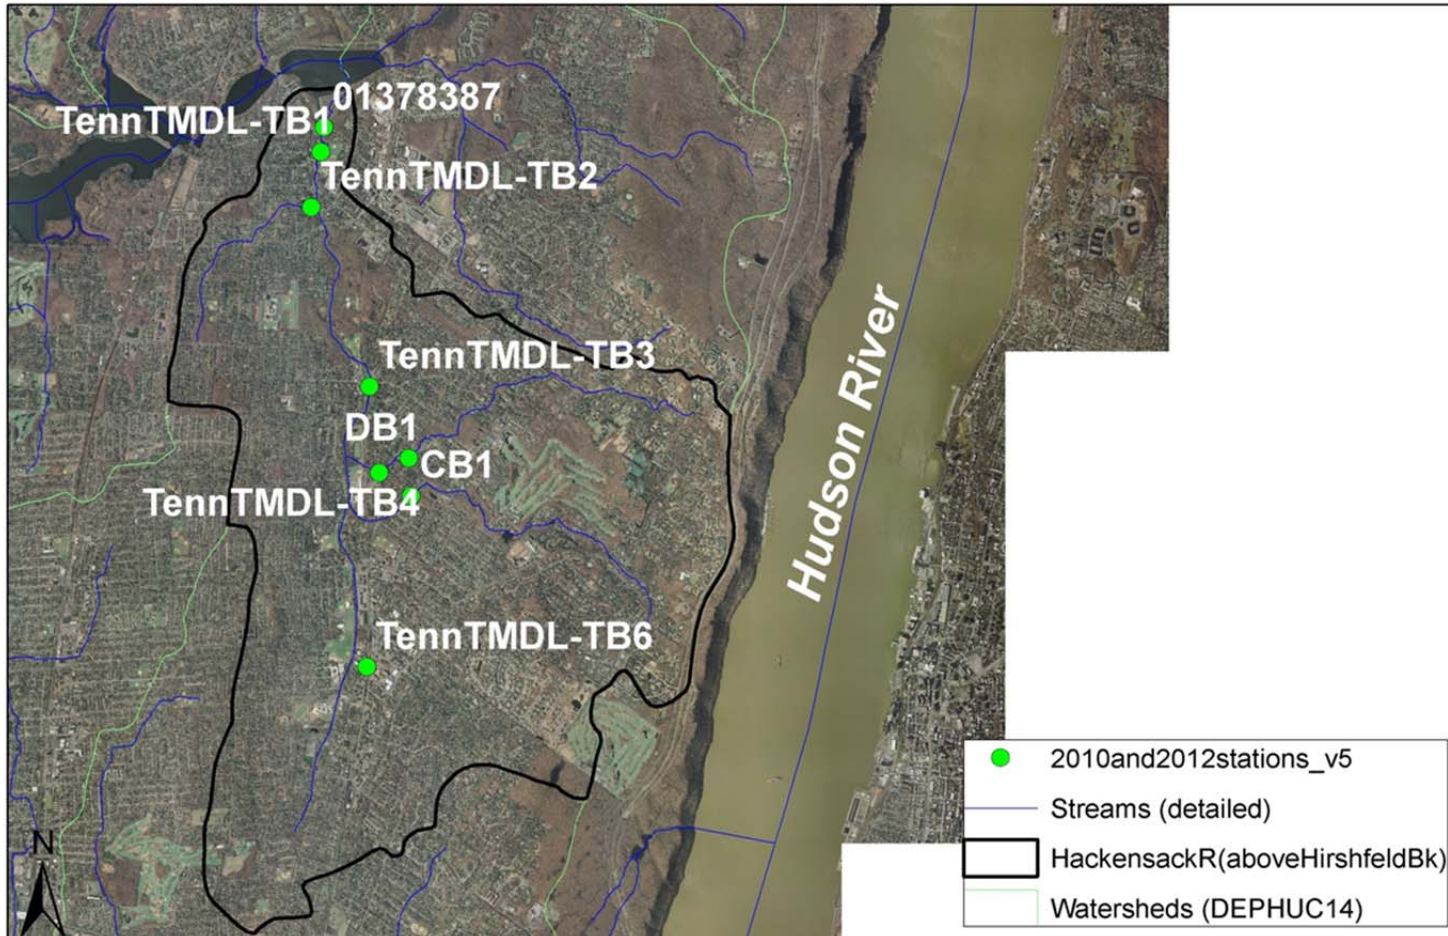 01378387
TennTMDL-TB1
TennTMDL-TB2
TennTMDL-TB3
DB1
CB1
TennTMDL-TB4
TennTMDL-TB6
Hudson River
N
2010and2012stations_v5
Streams (detailed)
HackensackR(aboveHirshfeldBk)
Watersheds (DEPHUC14)